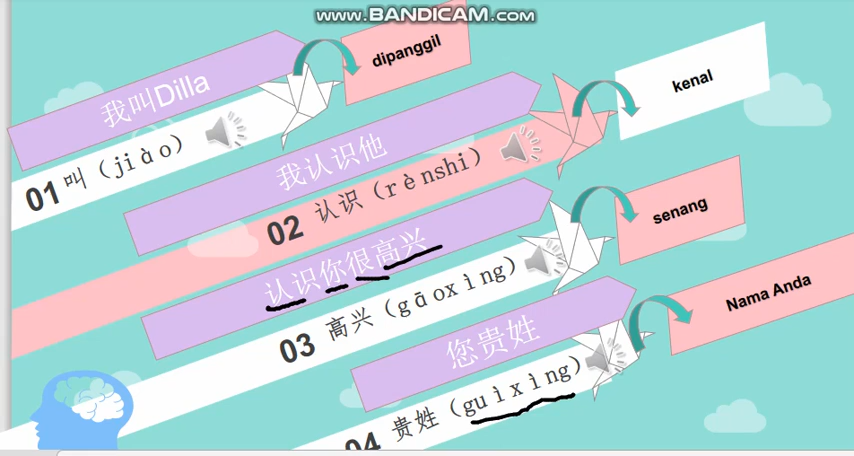 www.BANDICAM.com
我叫Dilla
dipanggil
01 叫（jiào）
我认识他
kenal
02 认识（rènshi）
认识你很高兴
senang
03 高兴（gāoxìng）
您贵姓
Nama Anda
04 贵姓（guìxìng）